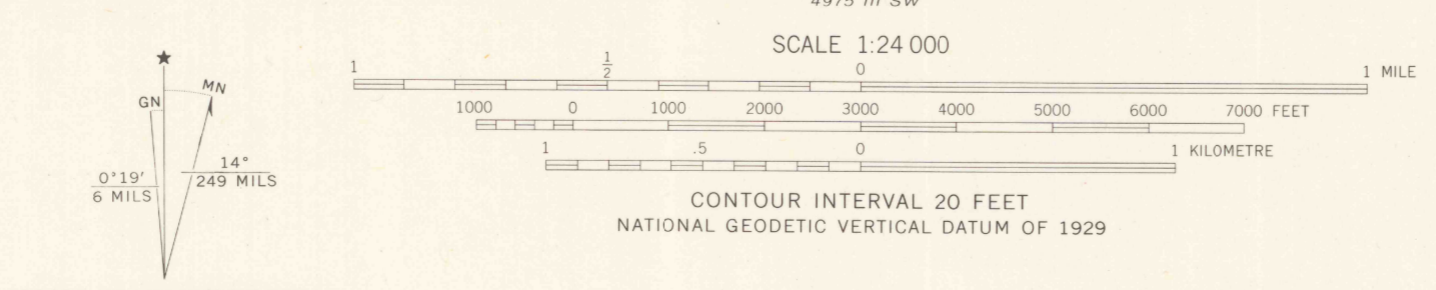 4975 m SW
SCALE 1:24 000
1 1/2 0 1 MILE
1000 0 1000 2000 3000 4000 5000 6000 7000 FEET
1 .5 0 1 KILOMETRE
CONTOUR INTERVAL 20 FEET
NATIONAL GEODETIC VERTICAL DATUM OF 1929
★
GN
MN
0°19′
6 MILS
14°
249 MILS